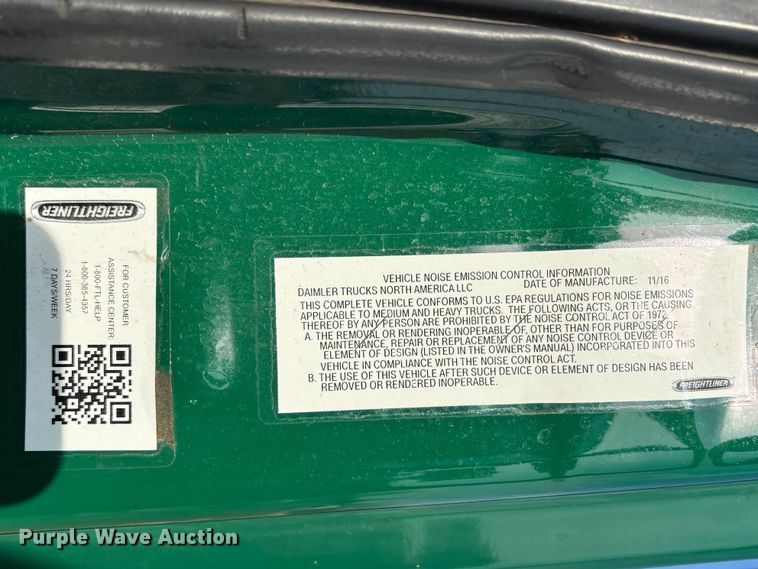 FREIGHTLINER
FOR CUSTOMER
ASSISTANCE CENTER:
1-800-FTL-HELP
1-800-385-4357
24 HRS/DAY
7 DAYS/WEEK
VEHICLE NOISE EMISSION CONTROL INFORMATION
DAIMLER TRUCKS NORTH AMERICA LLC DATE OF MANUFACTURE: 11/16
THIS COMPLETE VEHICLE CONFORMS TO U.S. EPA REGULATIONS FOR NOISE EMISSIONS
APPLICABLE TO MEDIUM AND HEAVY TRUCKS. THE FOLLOWING ACTS, OR THE CAUSING
THEREOF BY ANY PERSON ARE PROHIBITED BY THE NOISE CONTROL ACT OF 1972.
A. THE REMOVAL OR RENDERING INOPERABLE OF, OTHER THAN FOR PURPOSES OF
MAINTENANCE, REPAIR OR REPLACEMENT OF ANY NOISE CONTROL DEVICE OR
ELEMENT OF DESIGN (LISTED IN THE OWNER'S MANUAL) INCORPORATED INTO THIS
VEHICLE IN COMPLIANCE WITH THE NOISE CONTROL ACT.
B. THE USE OF THIS VEHICLE AFTER SUCH DEVICE OR ELEMENT OF DESIGN HAS BEEN
REMOVED OR RENDERED INOPERABLE.
FREIGHTLINER
Purple Wave Auction